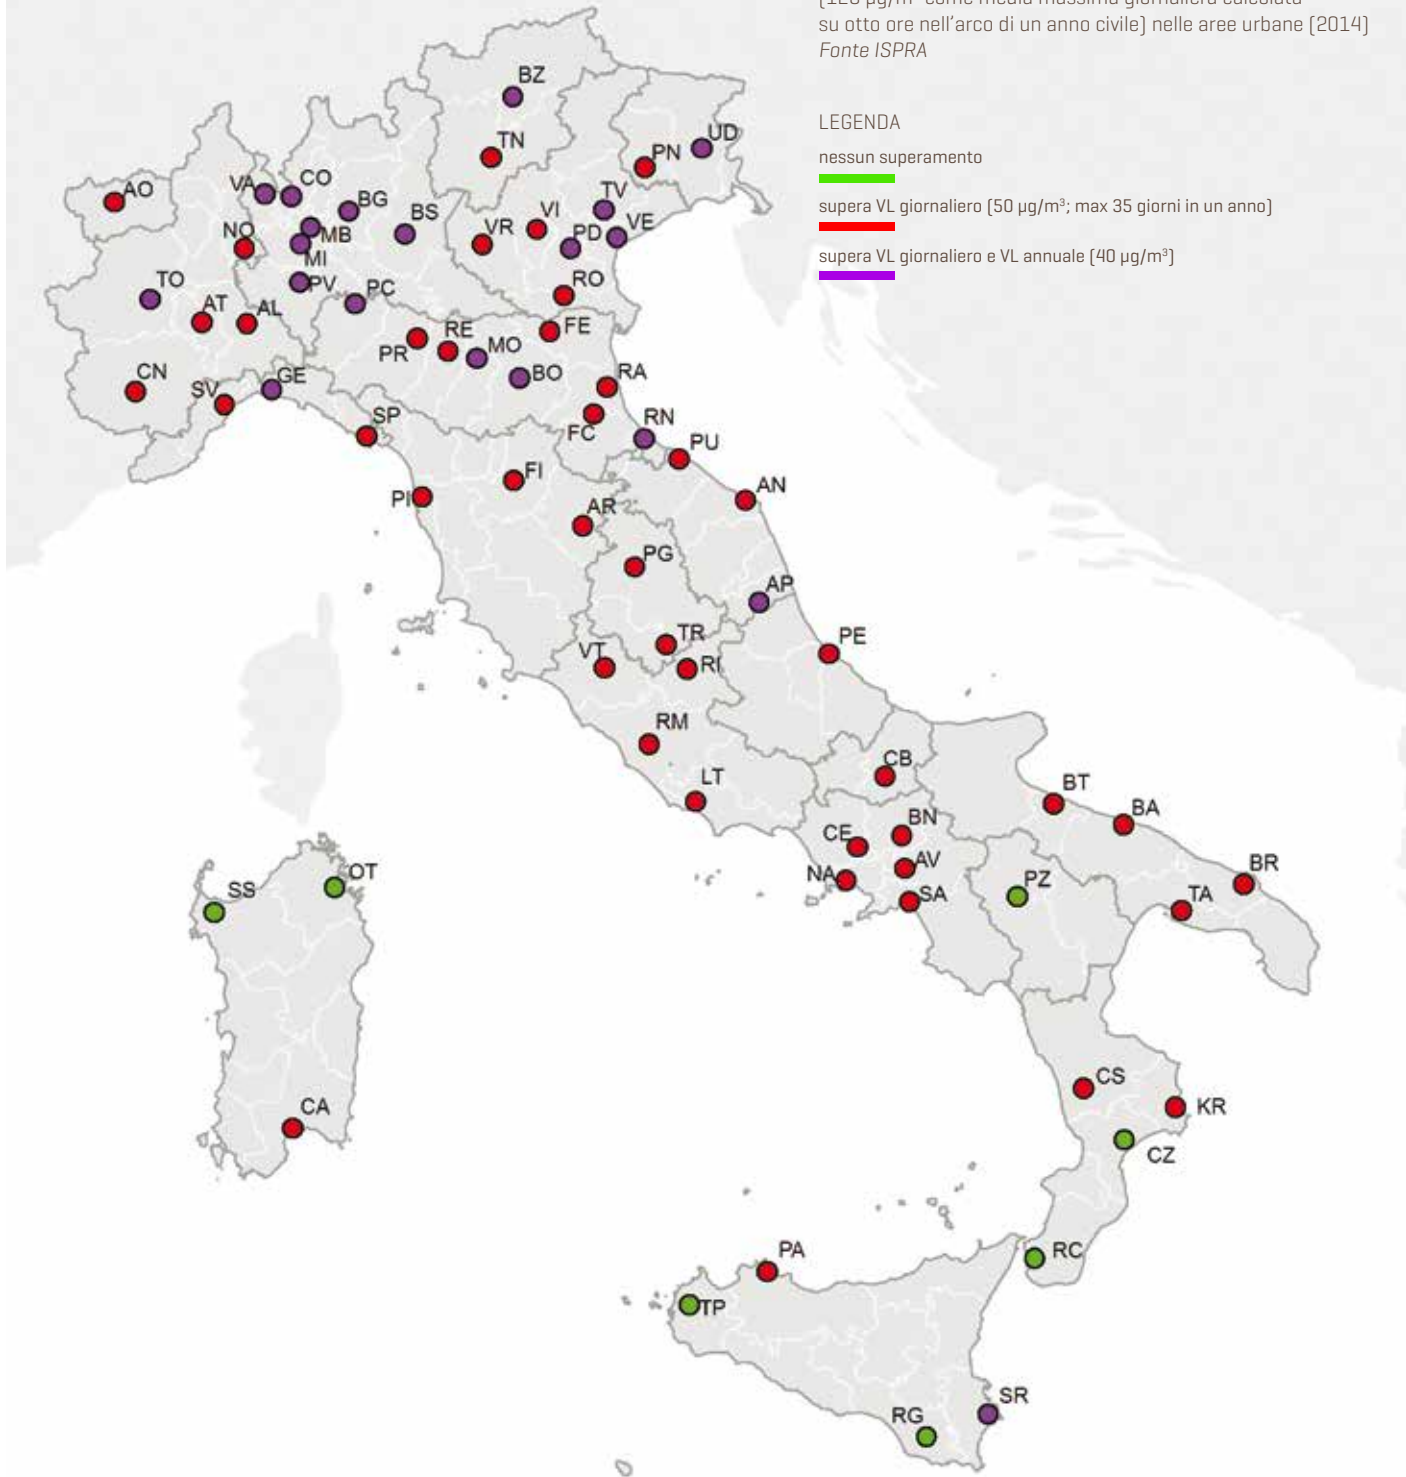 su otto ore nell'arco di un anno civile) nelle aree urbane (2014)
Fonte ISPRA
LEGENDA
nessun superamento
supera VL giornaliero (50 µg/m³; max 35 giorni in un anno)
supera VL giornaliero e VL annuale (40 µg/m³)
BZ
TN
UD
PN
AO
VA
CO
BG
BS
TV
VI
VE
VR
PD
MB
NO
MI
TO
PV
PC
RO
AT
AL
FE
RE
PR
MO
BO
CN
RA
SV
GE
SP
FC
RN
PU
FI
PI
AN
AR
PG
AP
TR
PE
VT
RI
RM
CB
LT
BT
BA
BN
CE
AV
NA
SA
BR
PZ
TA
OT
SS
CS
CA
KR
CZ
PA
RC
TP
SR
RG